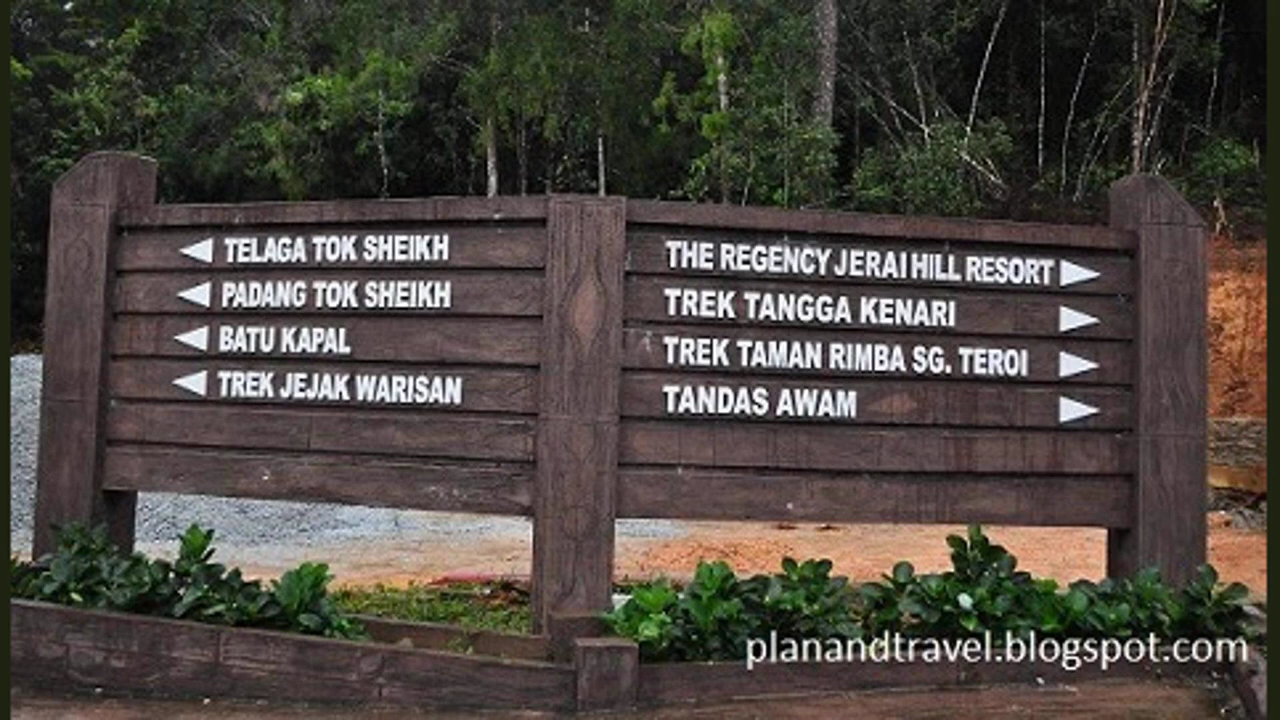 TELAGA TOK SHEIKH
PADANG TOK SHEIKH
BATU KAPAL
TREK JEJAK WARISAN
THE REGENCY JERAI HILL RESORT
TREK TANGGA KENARI
TREK TAMAN RIMBA SG. TEROI
TANDAS AWAM
planandtravel.blogspot.com